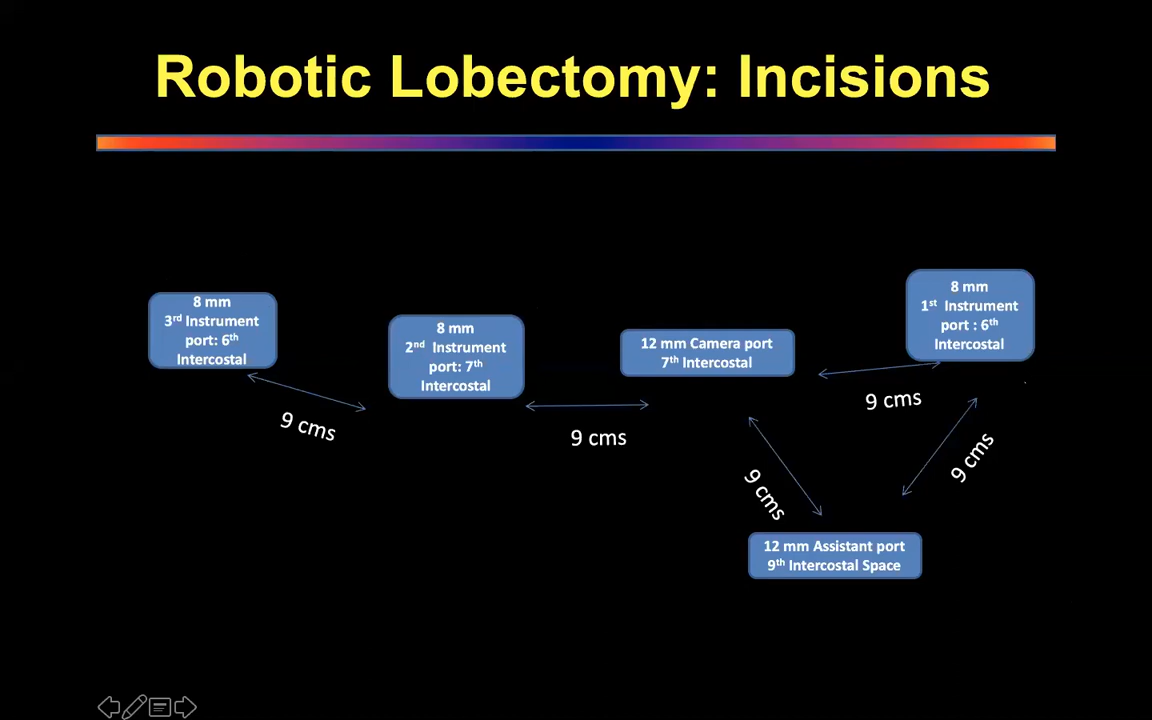 Robotic Lobectomy: Incisions
8 mm
3rd Instrument
port: 6th
Intercostal
8 mm
2nd Instrument
port: 7th
Intercostal
12 mm Camera port
7th Intercostal
8 mm
1st Instrument
port : 6th
Intercostal
9 cms
9 cms
9 cms
9 cms
9 cms
12 mm Assistant port
9th Intercostal Space